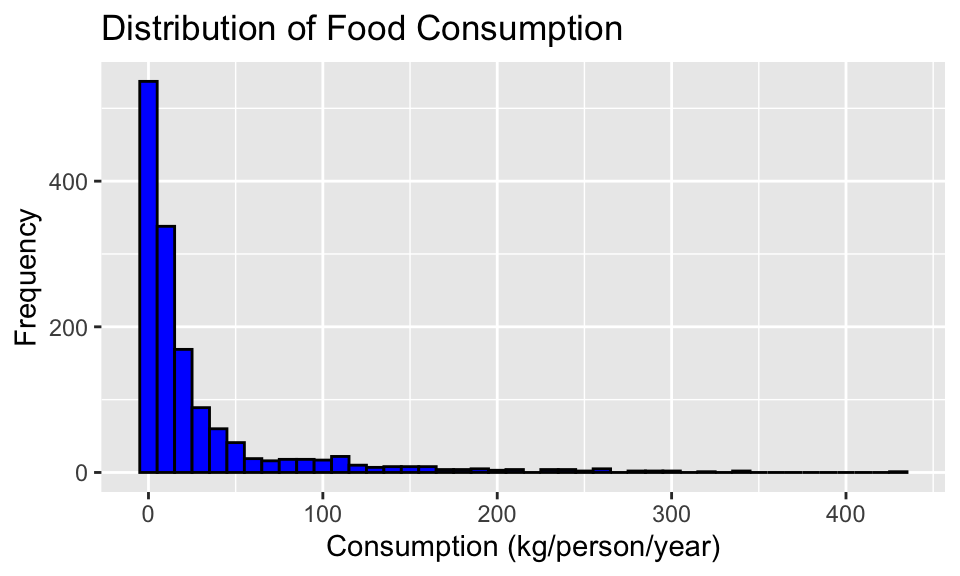 Distribution of Food Consumption
Frequency
400
200
0
0 100 200 300 400
Consumption (kg/person/year)